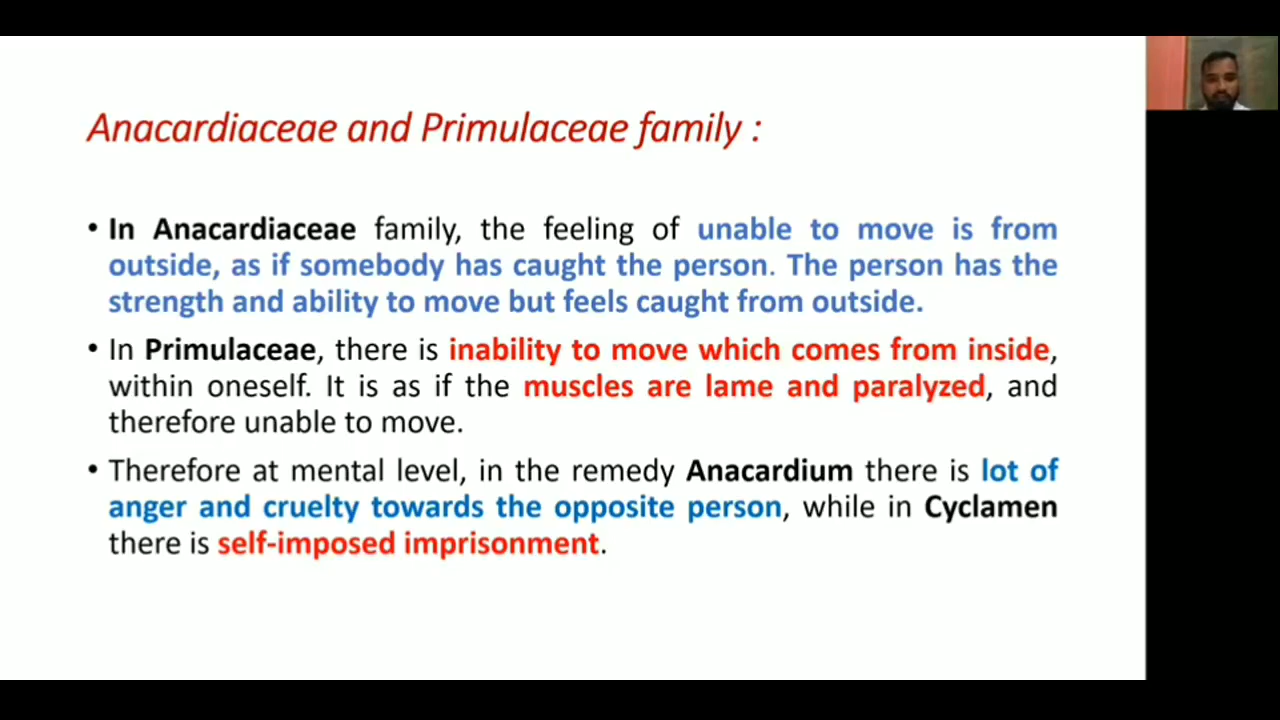 Anacardiaceae and Primulaceae family :
• In Anacardiaceae family, the feeling of unable to move is from
outside, as if somebody has caught the person. The person has the
strength and ability to move but feels caught from outside.
• In Primulaceae, there is inability to move which comes from inside,
within oneself. It is as if the muscles are lame and paralyzed, and
therefore unable to move.
• Therefore at mental level, in the remedy Anacardium there is lot of
anger and cruelty towards the opposite person, while in Cyclamen
there is self-imposed imprisonment.